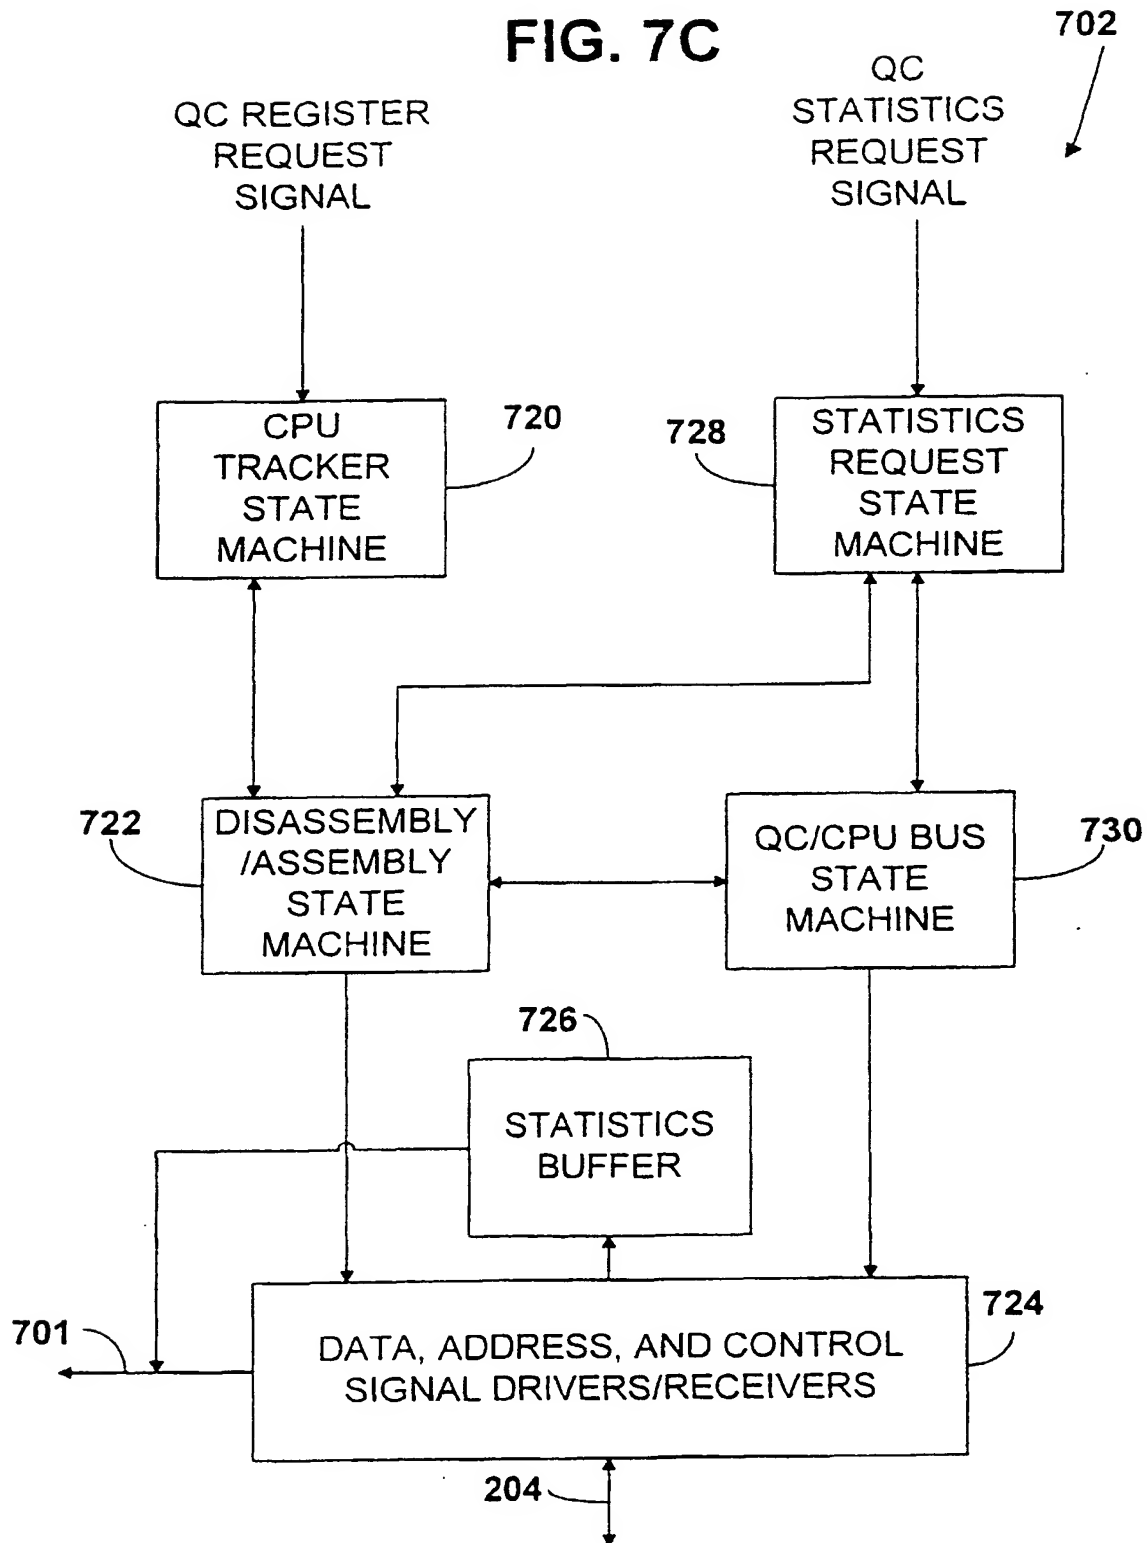 FIG. 7C
702
QC REGISTER
REQUEST
SIGNAL
QC
STATISTICS
REQUEST
SIGNAL
CPU
TRACKER
STATE
MACHINE
720
728
STATISTICS
REQUEST
STATE
MACHINE
722
DISASSEMBLY
/ASSEMBLY
STATE
MACHINE
QC/CPU BUS
STATE
MACHINE
730
726
STATISTICS
BUFFER
701
DATA, ADDRESS, AND CONTROL
SIGNAL DRIVERS/RECEIVERS
724
204